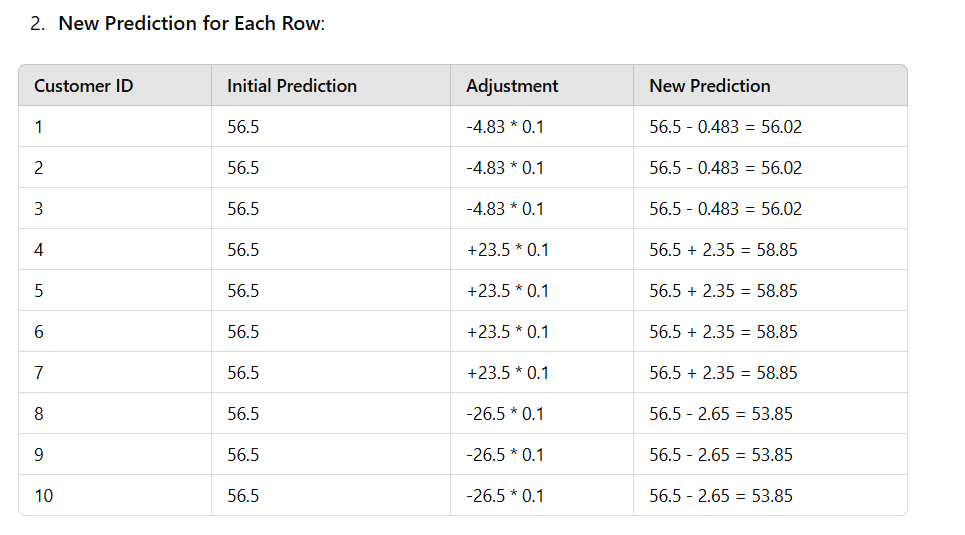 2. New Prediction for Each Row:
Customer ID Initial Prediction Adjustment New Prediction
1 56.5 -4.83 * 0.1 56.5 - 0.483 = 56.02
2 56.5 -4.83 * 0.1 56.5 - 0.483 = 56.02
3 56.5 -4.83 * 0.1 56.5 - 0.483 = 56.02
4 56.5 +23.5 * 0.1 56.5 + 2.35 = 58.85
5 56.5 +23.5 * 0.1 56.5 + 2.35 = 58.85
6 56.5 +23.5 * 0.1 56.5 + 2.35 = 58.85
7 56.5 +23.5 * 0.1 56.5 + 2.35 = 58.85
8 56.5 -26.5 * 0.1 56.5 - 2.65 = 53.85
9 56.5 -26.5 * 0.1 56.5 - 2.65 = 53.85
10 56.5 -26.5 * 0.1 56.5 - 2.65 = 53.85